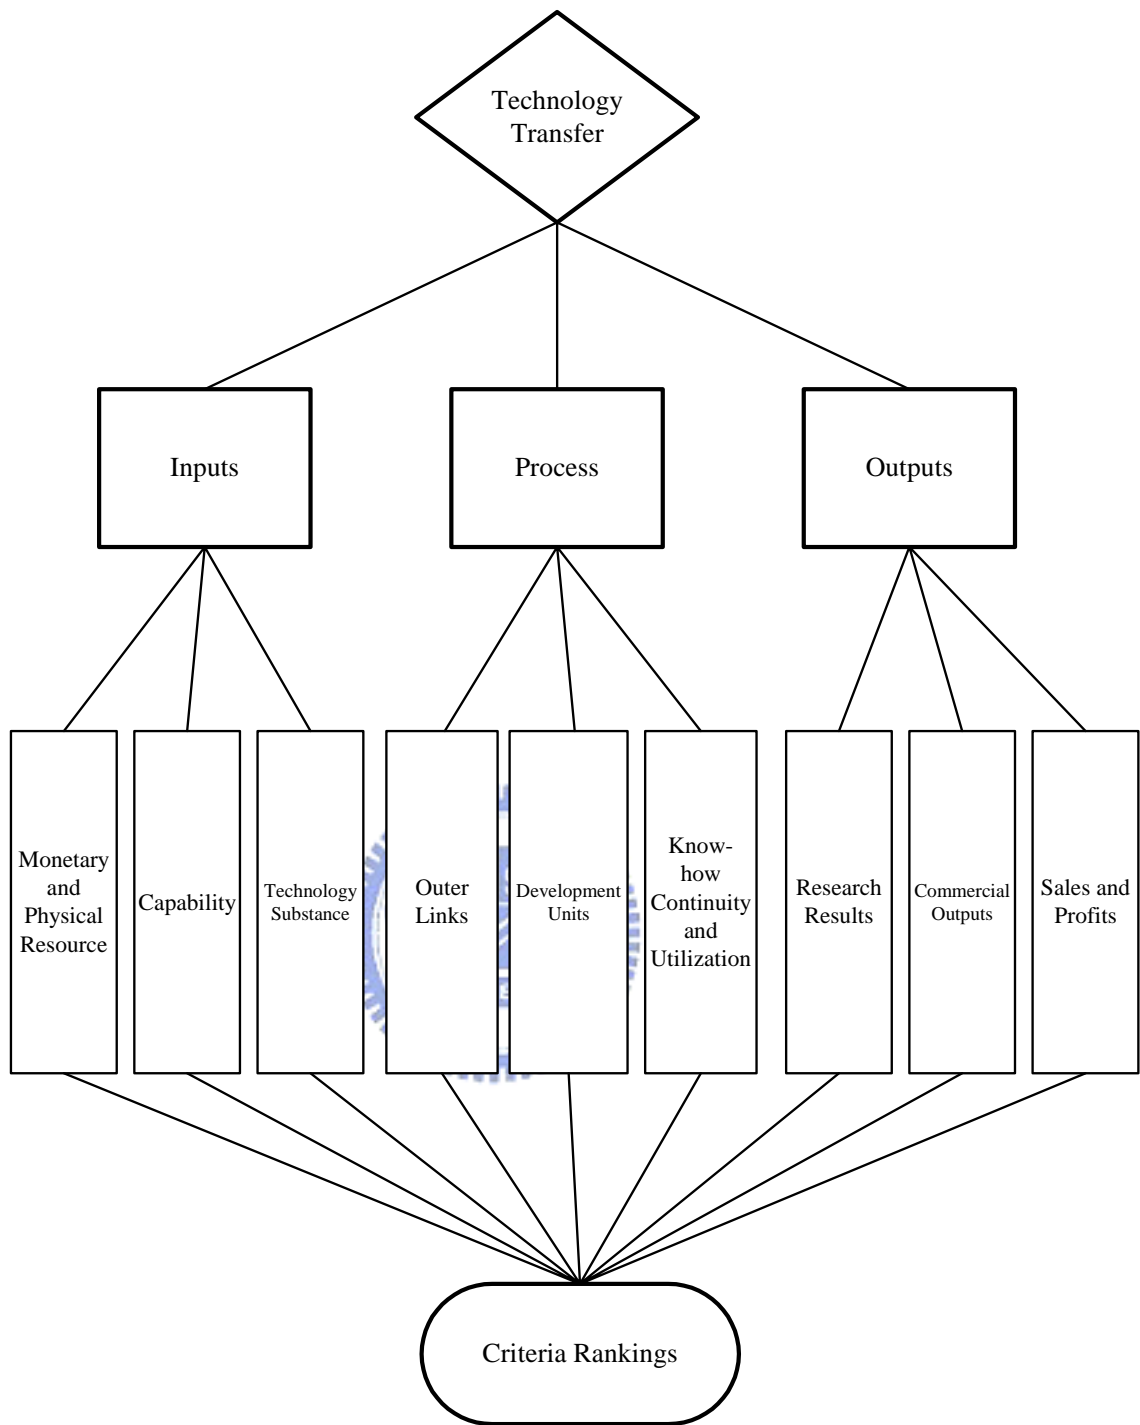 Technology
Transfer
Inputs
Process
Outputs
Monetary
and
Physical
Resource
Capability
Technology
Substance
Outer
Links
Development
Units
Know-
how
Continuity
and
Utilization
Research
Results
Commercial
Outputs
Sales and
Profits
Criteria Rankings